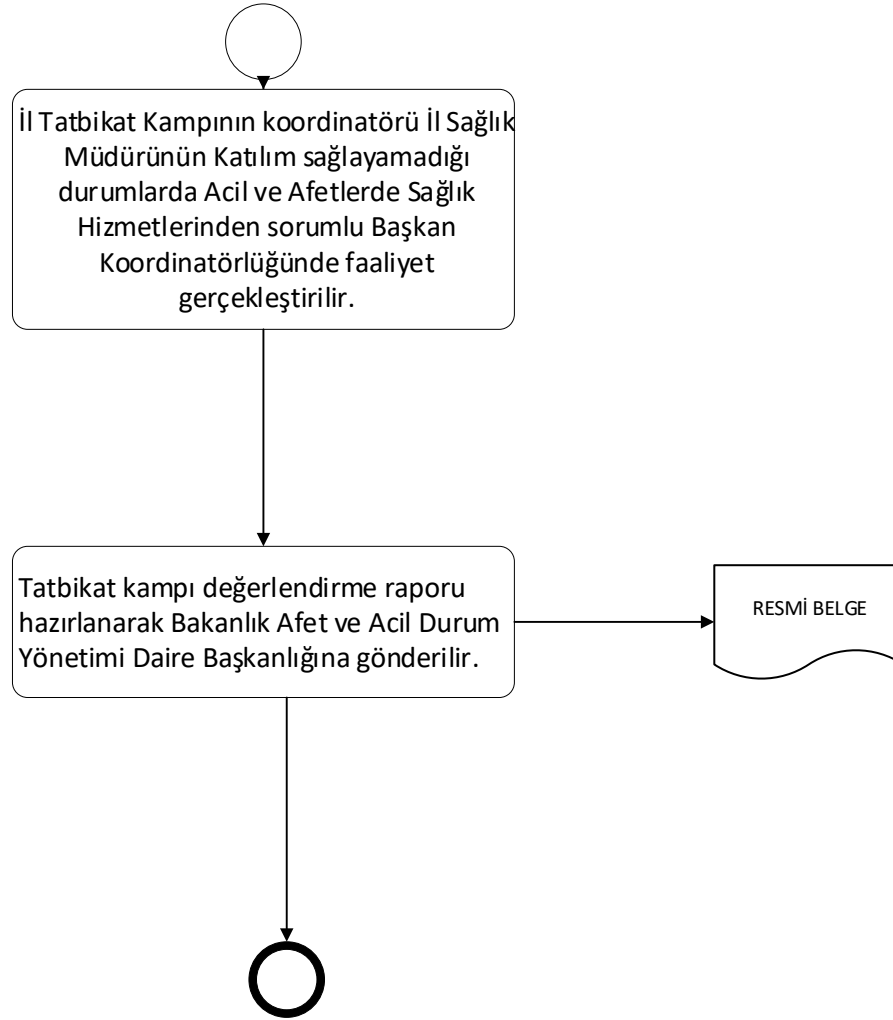 İl Tatbikat Kampının koordinatörü İl Sağlık
Müdürünün Katılım sağlayamadığı
durumlarda Acil ve Afetlerde Sağlık
Hizmetlerinden sorumlu Başkan
Koordinatörlüğünde faaliyet
gerçekleştirilir.
Tatbikat kampı değerlendirme raporu
hazırlanarak Bakanlık Afet ve Acil Durum
Yönetimi Daire Başkanlığına gönderilir.
RESMİ BELGE